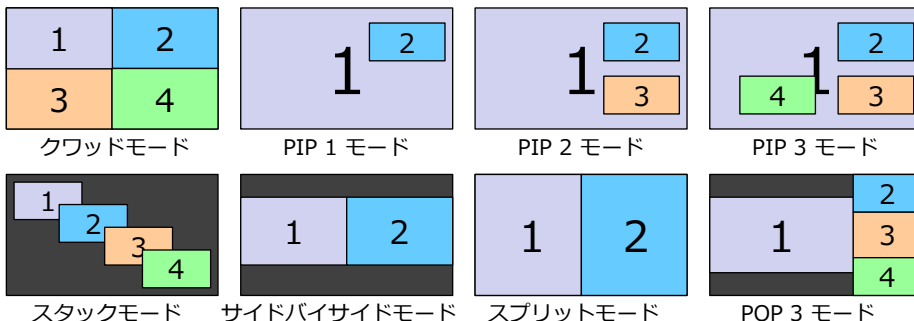 1 2
3 4
クワッドモード
1 2
PIP 1 モード
1 2
3
PIP 2 モード
1 2
4 3
PIP 3 モード
1
2
3
4
スタックモード
1 2
サイドバイサイドモード
1 2
スプリットモード
2
1 3
4
POP 3 モード